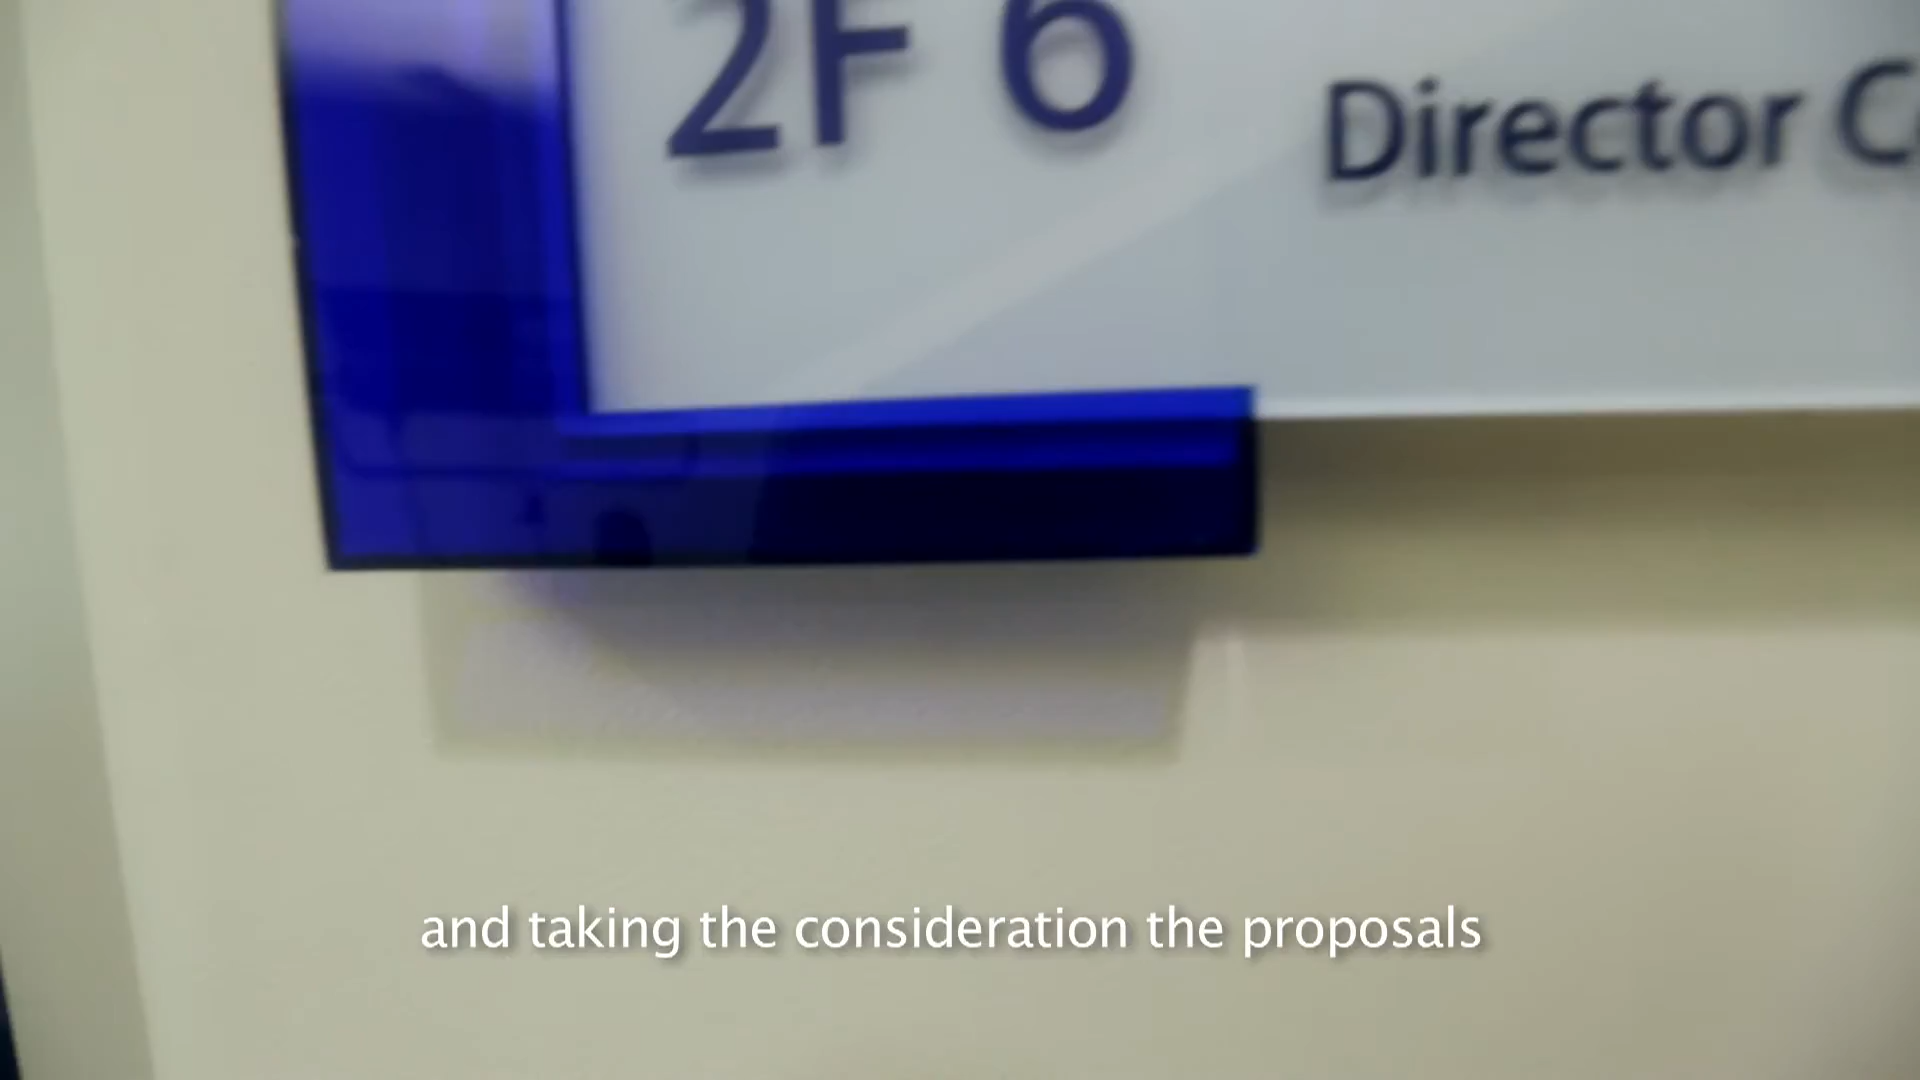 2F 6
Director
and taking the consideration the proposals